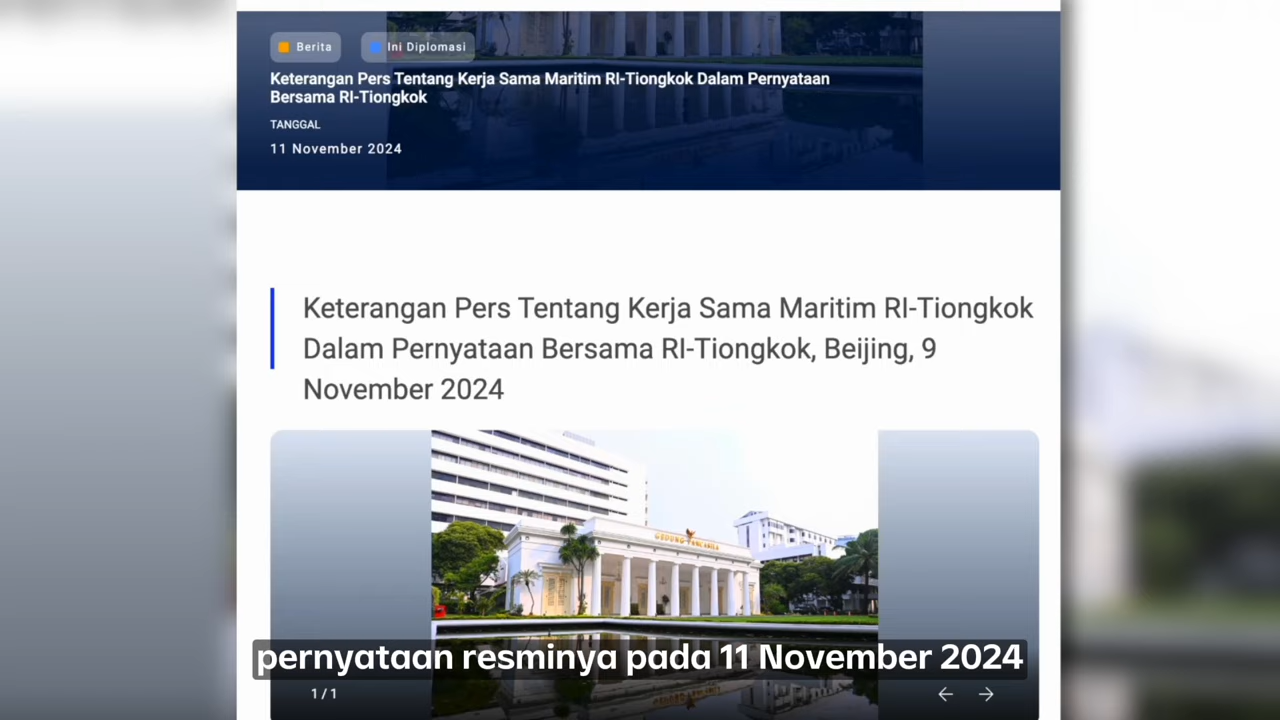 Berita
Ini Diplomasi
Keterangan Pers Tentang Kerja Sama Maritim RI-Tiongkok Dalam Pernyataan
Bersama RI-Tiongkok
TANGGAL
11 November 2024
Keterangan Pers Tentang Kerja Sama Maritim RI-Tiongkok
Dalam Pernyataan Bersama RI-Tiongkok, Beijing, 9
November 2024
GEDUNG PANCASILA
pernyataan resminya pada 11 November 2024
1/1